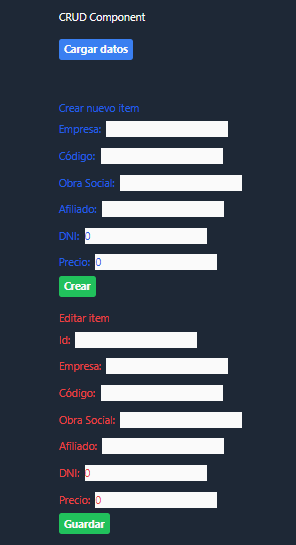 CRUD Component
Cargar datos
Crear nuevo item
Empresa:
Código:
Obra Social:
Afiliado:
DNI: 0
Precio: 0
Crear
Editar item
Id:
Empresa:
Código:
Obra Social:
Afiliado:
DNI: 0
Precio: 0
Guardar